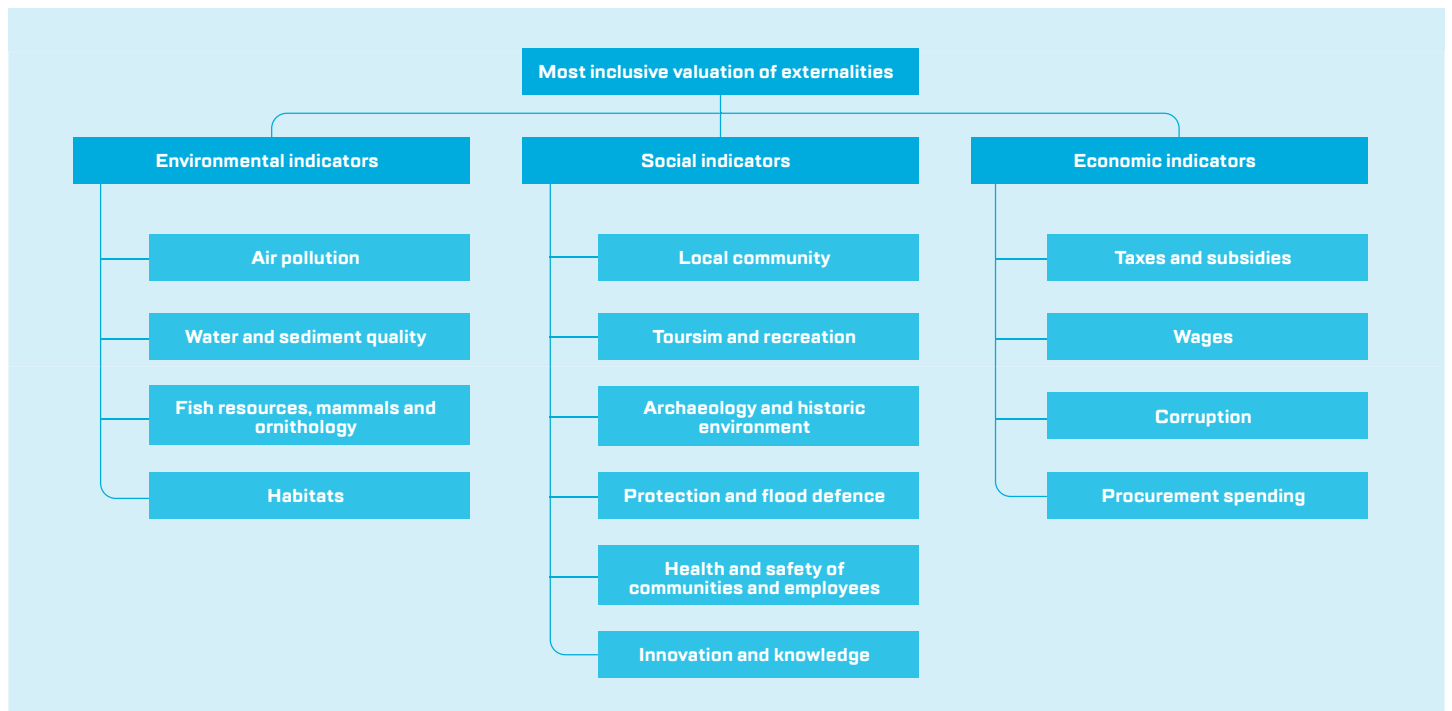 Most inclusive valuation of externalities
Environmental indicators
Air pollution
Water and sediment quality
Fish resources, mammals and
ornithology
Habitats
Social indicators
Local community
Toursim and recreation
Archaeology and historic
environment
Protection and flood defence
Health and safety of
communities and employees
Innovation and knowledge
Economic indicators
Taxes and subsidies
Wages
Corruption
Procurement spending